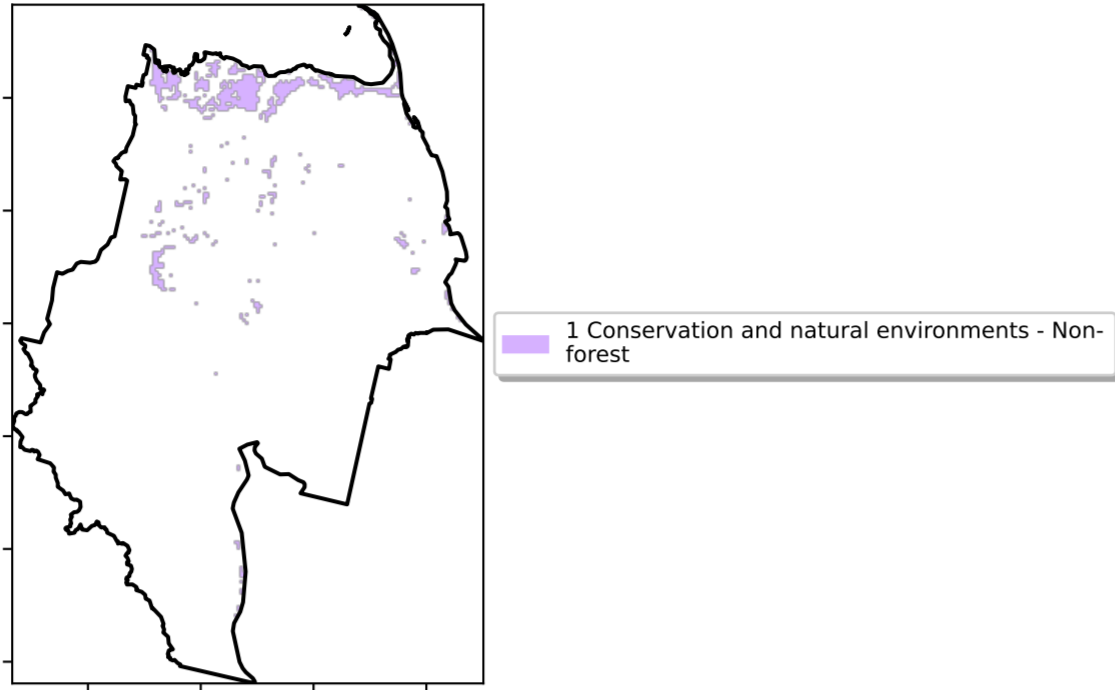 1 Conservation and natural environments - Non-
forest